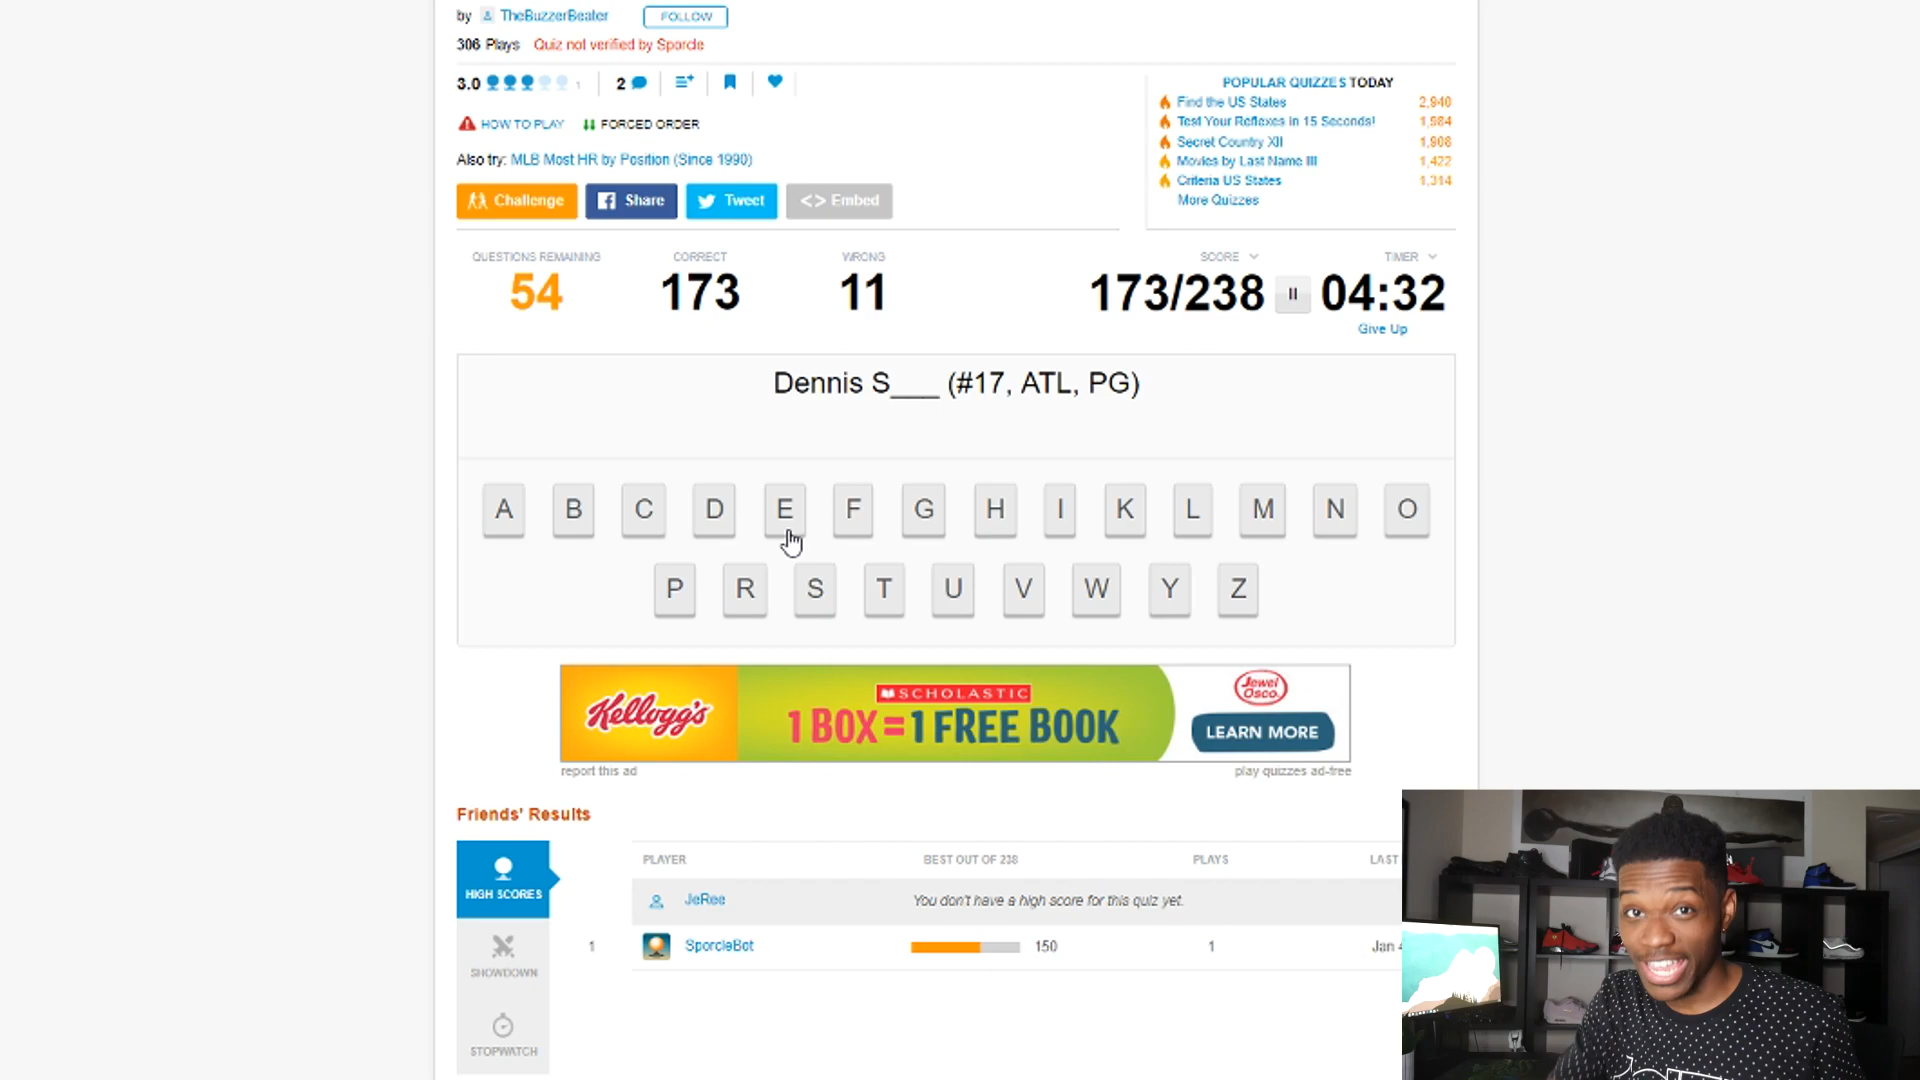 by TheBuzzerBeater FOLLOW
306 Plays Quiz not verified by Sporcle
3.0 1 2
HOW TO PLAY FORCED ORDER
Also try: MLB Most HR by Position (Since 1990)
Challenge Share Tweet <> Embed
POPULAR QUIZZES TODAY
Find the US States 2,940
Test Your Reflexes in 15 Seconds! 1,984
Secret Country XII 1,908
Movies by Last Name III 1,422
Criteria US States 1,314
More Quizzes
QUESTIONS REMAINING CORRECT WRONG SCORE TIMER
54 173 11 173/238 04:32
Give Up
Dennis S___ (#17, ATL, PG)
A B C D E F G H I K L M N O
P R S T U V W Y Z
Kellogg's
SCHOLASTIC
1 BOX = 1 FREE BOOK
Jewel
Osco
LEARN MORE
report this ad play quizzes ad-free
Friends' Results
HIGH SCORES
SHOWDOWN
STOPWATCH
PLAYER BEST OUT OF 238 PLAYS LAST
JeRee You don't have a high score for this quiz yet.
1 SporcleBot 150 1 Jan